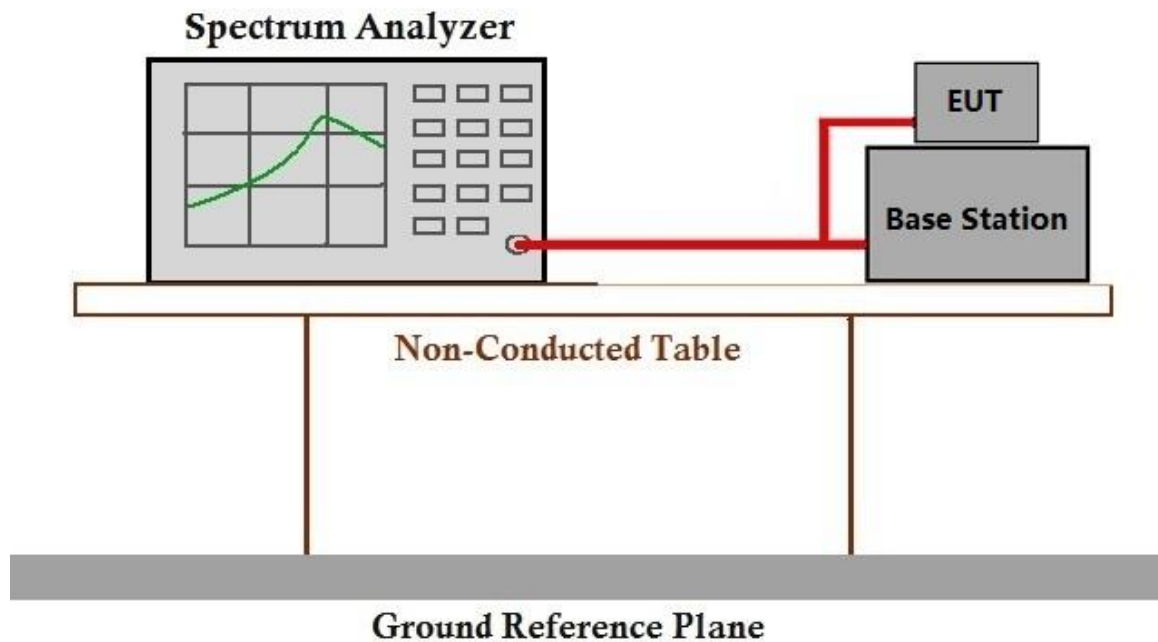 Spectrum Analyzer
EUT
Base Station
Non-Conducted Table
Ground Reference Plane